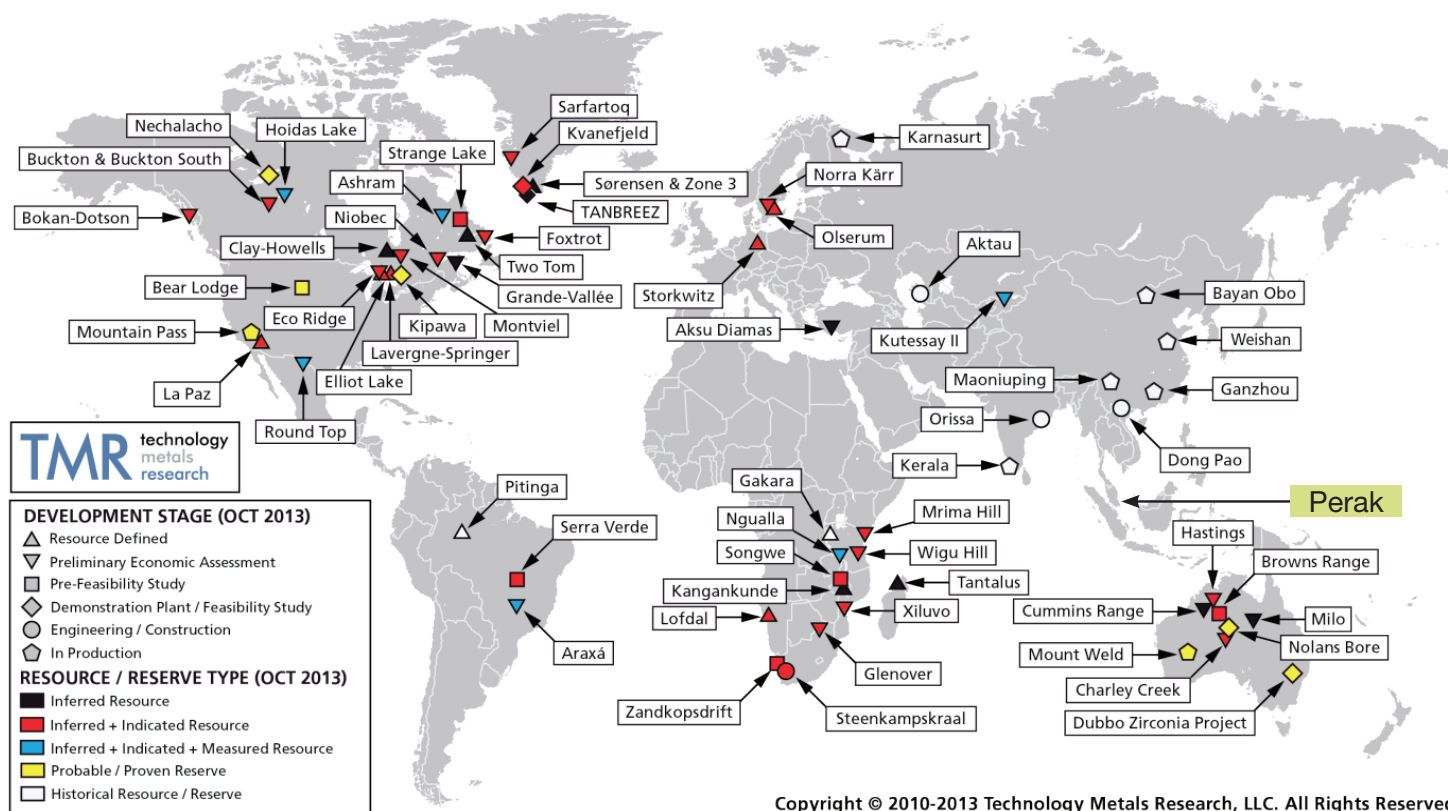 Sarfartoq
Nechalacho
Hoidas Lake
Kvanefjeld
Karnasurt
Buckton & Buckton South
Strange Lake
Ashram
Sørensen & Zone 3
Norra Kärr
Bokan-Dotson
Niobec
TANBREEZ
Clay-Howells
Foxtrot
Olserum
Aktau
Two Tom
Bear Lodge
Storkwitz
Grande-Vallée
Bayan Obo
Eco Ridge
Kipawa
Montviel
Mountain Pass
Aksu Diamas
Kutessay II
Weishan
Lavergne-Springer
La Paz
Elliot Lake
Maoniuping
Ganzhou
Round Top
Orissa
TMR technology
metals
research
Dong Pao
Kerala
Pitinga
Gakara
Perak
DEVELOPMENT STAGE (OCT 2013)
Resource Defined
Preliminary Economic Assessment
Pre-Feasibility Study
Demonstration Plant / Feasibility Study
Engineering / Construction
In Production
RESOURCE / RESERVE TYPE (OCT 2013)
Inferred Resource
Inferred + Indicated Resource
Inferred + Indicated + Measured Resource
Probable / Proven Reserve
Historical Resource / Reserve
Serra Verde
Ngualla
Mrima Hill
Hastings
Songwe
Wigu Hill
Browns Range
Kangankunde
Tantalus
Cummins Range
Milo
Lofdal
Xiluvo
Araxá
Nolans Bore
Mount Weld
Glenover
Charley Creek
Zandkopsdrift
Steenkampskraal
Dubbo Zirconia Project
Copyright © 2010-2013 Technology Metals Research, LLC. All Rights Reserved